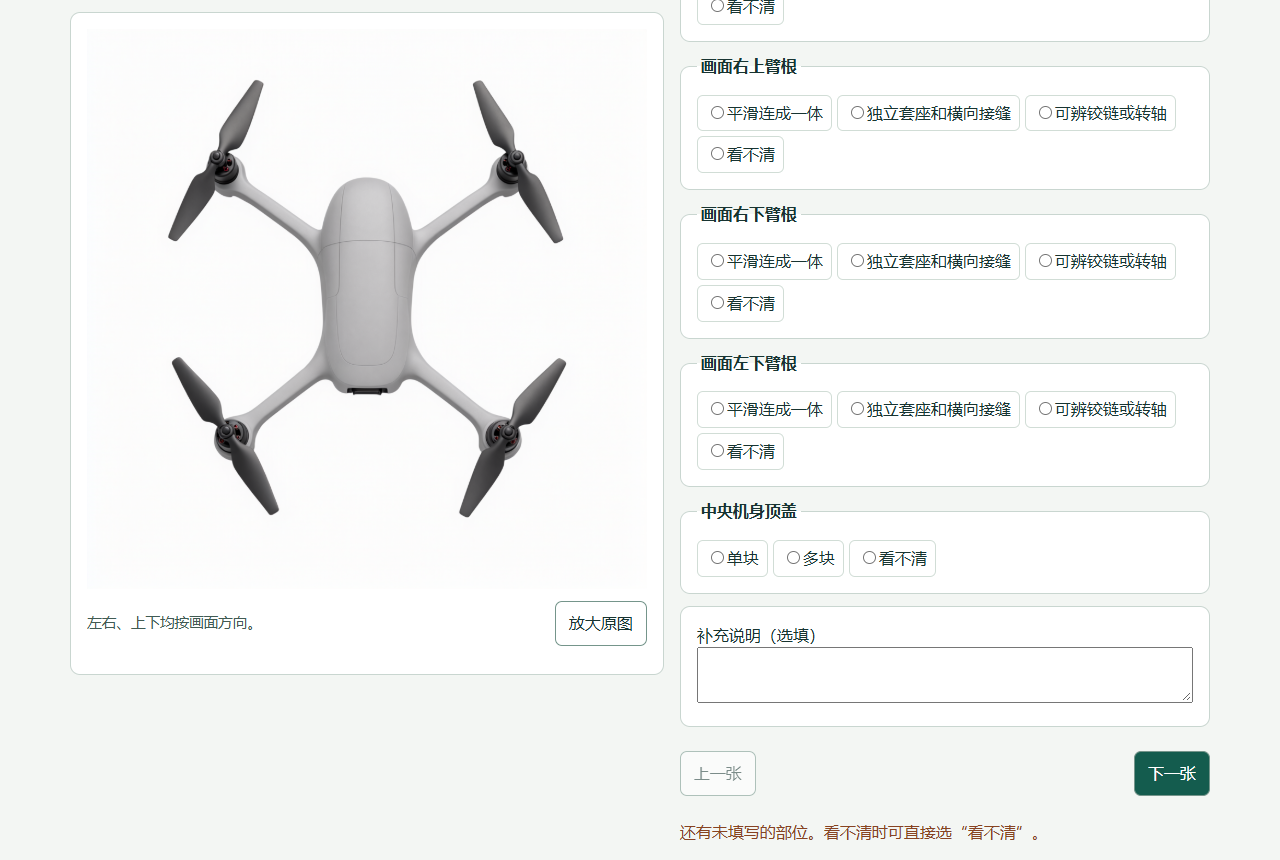 看不清
画面右上臂根
平滑连成一体 独立套座和横向接缝 可辨铰链或转轴
看不清
画面右下臂根
平滑连成一体 独立套座和横向接缝 可辨铰链或转轴
看不清
画面左下臂根
平滑连成一体 独立套座和横向接缝 可辨铰链或转轴
看不清
中央机身顶盖
单块 多块 看不清
左右、上下均按画面方向。
放大原图
补充说明（选填）
上一张
下一张
还有未填写的部位。看不清时可直接选“看不清”。